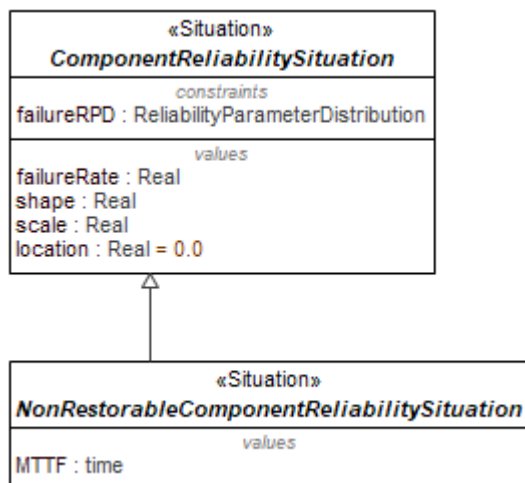 «Situation»
ComponentReliabilitySituation
constraints
failureRPD : ReliabilityParameterDistribution
values
failureRate : Real
shape : Real
scale : Real
location : Real = 0.0
«Situation»
NonRestorableComponentReliabilitySituation
values
MTTF : time